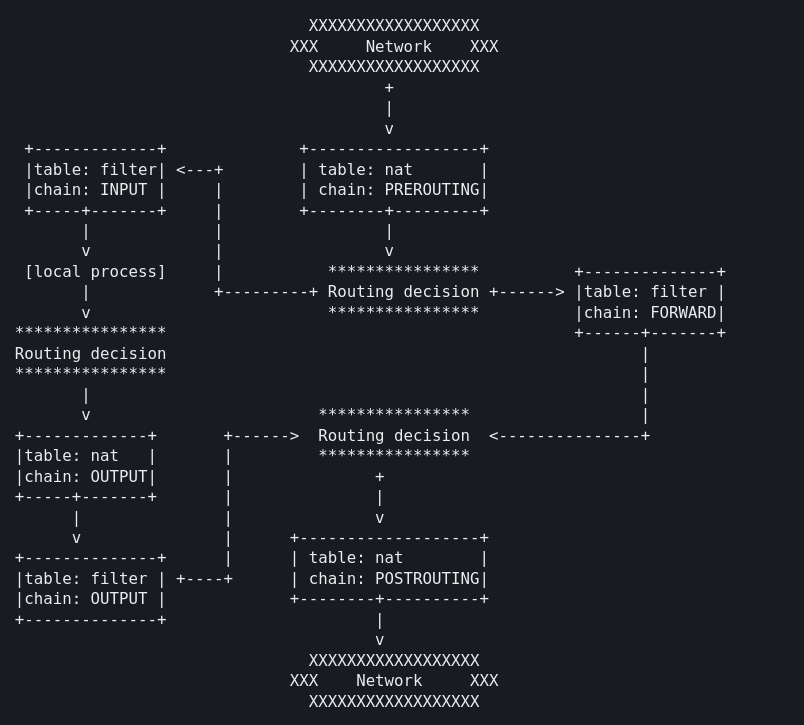 XXXXXXXXXXXXXXXXXX
                             XXX     Network    XXX
                               XXXXXXXXXXXXXXXXXX
                                       +
                                       |
                                       v
 +-------------+              +------------------+
 |table: filter| <---+        | table: nat       |
 |chain: INPUT |     |        | chain: PREROUTING|
 +-----+-------+     |        +--------+---------+
       |             |                 |
       v             |                 v
 [local process]     |           ****************          +--------------+
       |             +---------+ Routing decision +------> |table: filter |
       v                         ****************          |chain: FORWARD|
****************                                           +------+-------+
Routing decision                                                  |
****************                                                  |
       |                                                          |
       v                        ****************                  |
+-------------+       +------>  Routing decision  <---------------+
|table: nat   |       |         ****************
|chain: OUTPUT|       |               +
+-----+-------+       |               |
      |               |               v
      v               |      +-------------------+
+--------------+      |      | table: nat        |
|table: filter | +----+      | chain: POSTROUTING|
|chain: OUTPUT |             +--------+----------+
+--------------+                      |
                                      v
                               XXXXXXXXXXXXXXXXXX
                             XXX    Network     XXX
                               XXXXXXXXXXXXXXXXXX